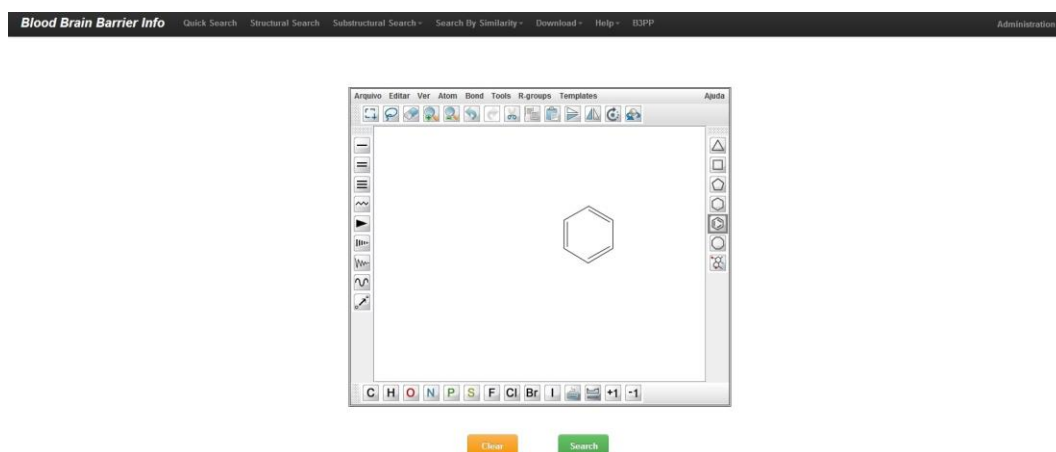 Blood Brain Barrier Info Quick Search Structural Search Substructural Search Search By Similarity Download Help B3PP Administration
Arquivo Editar Ver Atom Bond Tools R-groups Templates Ajuda
C H O N P S F Cl Br I +1 -1
Clear Search